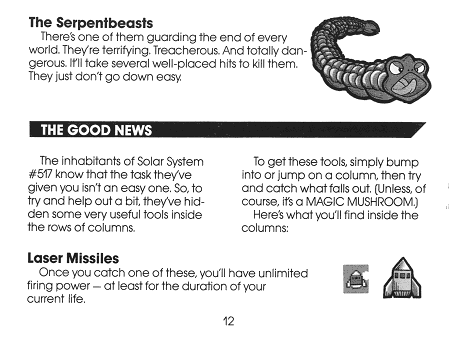 The Serpentbeasts
There's one of them guarding the end of every
world. They're terrifying. Treacherous. And totally dan-
gerous. It'll take several well-placed hits to kill them.
They just don't go down easy.
THE GOOD NEWS
The inhabitants of Solar System
#517 know that the task they've
given you isn't an easy one. So, to
try and help out a bit, they've hid-
den some very useful tools inside
the rows of columns.
To get these tools, simply bump
into or jump on a column, then try
and catch what falls out. (Unless, of
course, it's a MAGIC MUSHROOM.)
Here's what you'll find inside the
columns:
Laser Missiles
Once you catch one of these, you'll have unlimited
firing power — at least for the duration of your
current life.
12